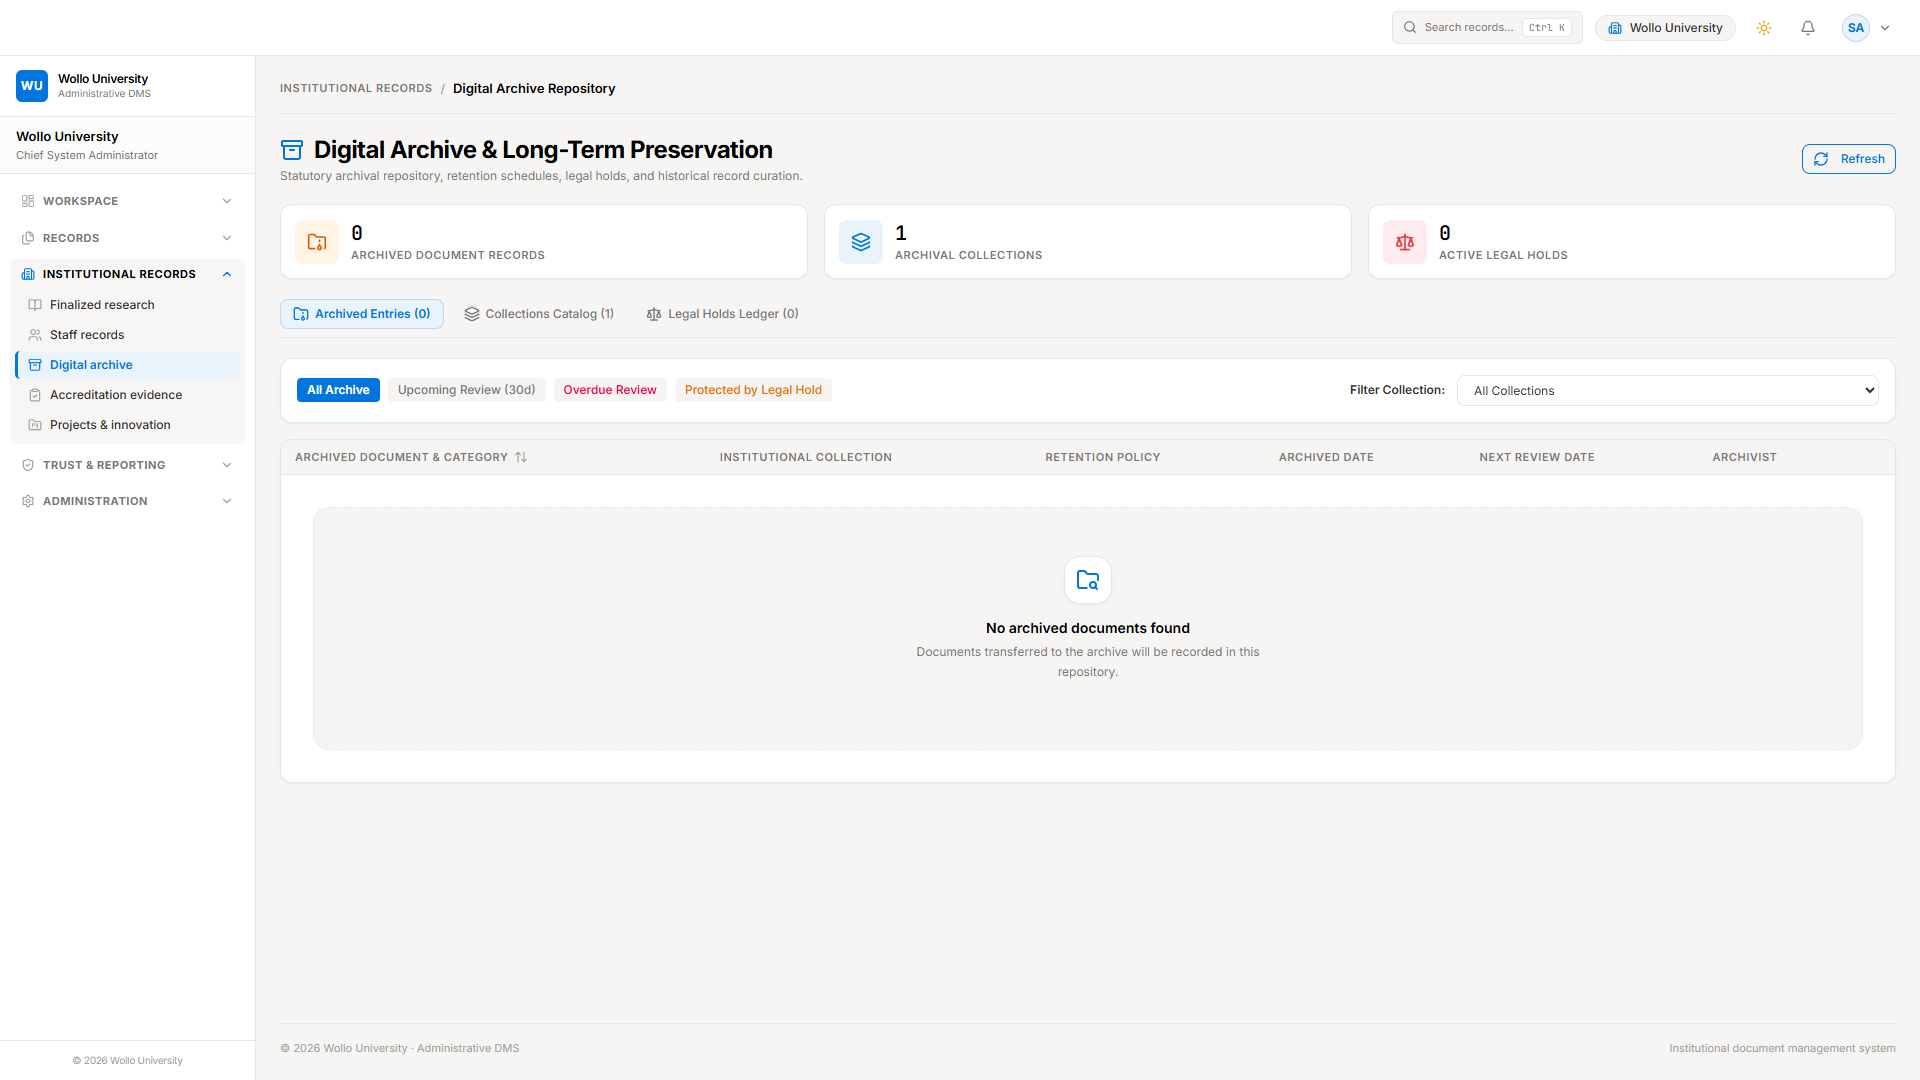 Search records... Ctrl K
Wollo University
SA
WU
Wollo University
Administrative DMS
Wollo University
Chief System Administrator
WORKSPACE
RECORDS
INSTITUTIONAL RECORDS
Finalized research
Staff records
Digital archive
Accreditation evidence
Projects & innovation
TRUST & REPORTING
ADMINISTRATION
© 2026 Wollo University
INSTITUTIONAL RECORDS / Digital Archive Repository
Digital Archive & Long-Term Preservation
Statutory archival repository, retention schedules, legal holds, and historical record curation.
Refresh
0
ARCHIVED DOCUMENT RECORDS
1
ARCHIVAL COLLECTIONS
0
ACTIVE LEGAL HOLDS
Archived Entries (0)
Collections Catalog (1)
Legal Holds Ledger (0)
All Archive
Upcoming Review (30d)
Overdue Review
Protected by Legal Hold
Filter Collection:
All Collections
ARCHIVED DOCUMENT & CATEGORY
INSTITUTIONAL COLLECTION
RETENTION POLICY
ARCHIVED DATE
NEXT REVIEW DATE
ARCHIVIST
No archived documents found
Documents transferred to the archive will be recorded in this
repository.
© 2026 Wollo University · Administrative DMS
Institutional document management system